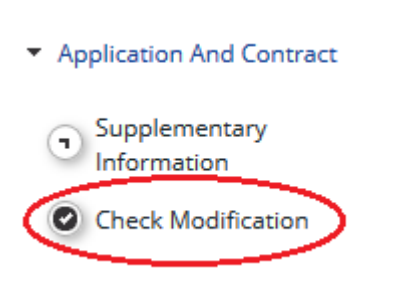 Application And Contract
Supplementary
Information
Check Modification